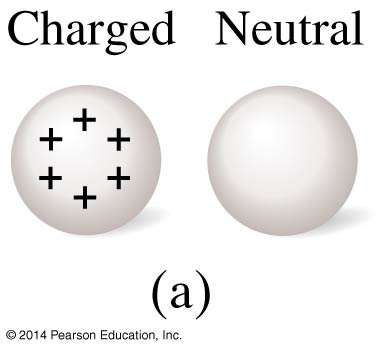 Charged Neutral
+ + +
+ + +
(a)
© 2014 Pearson Education, Inc.